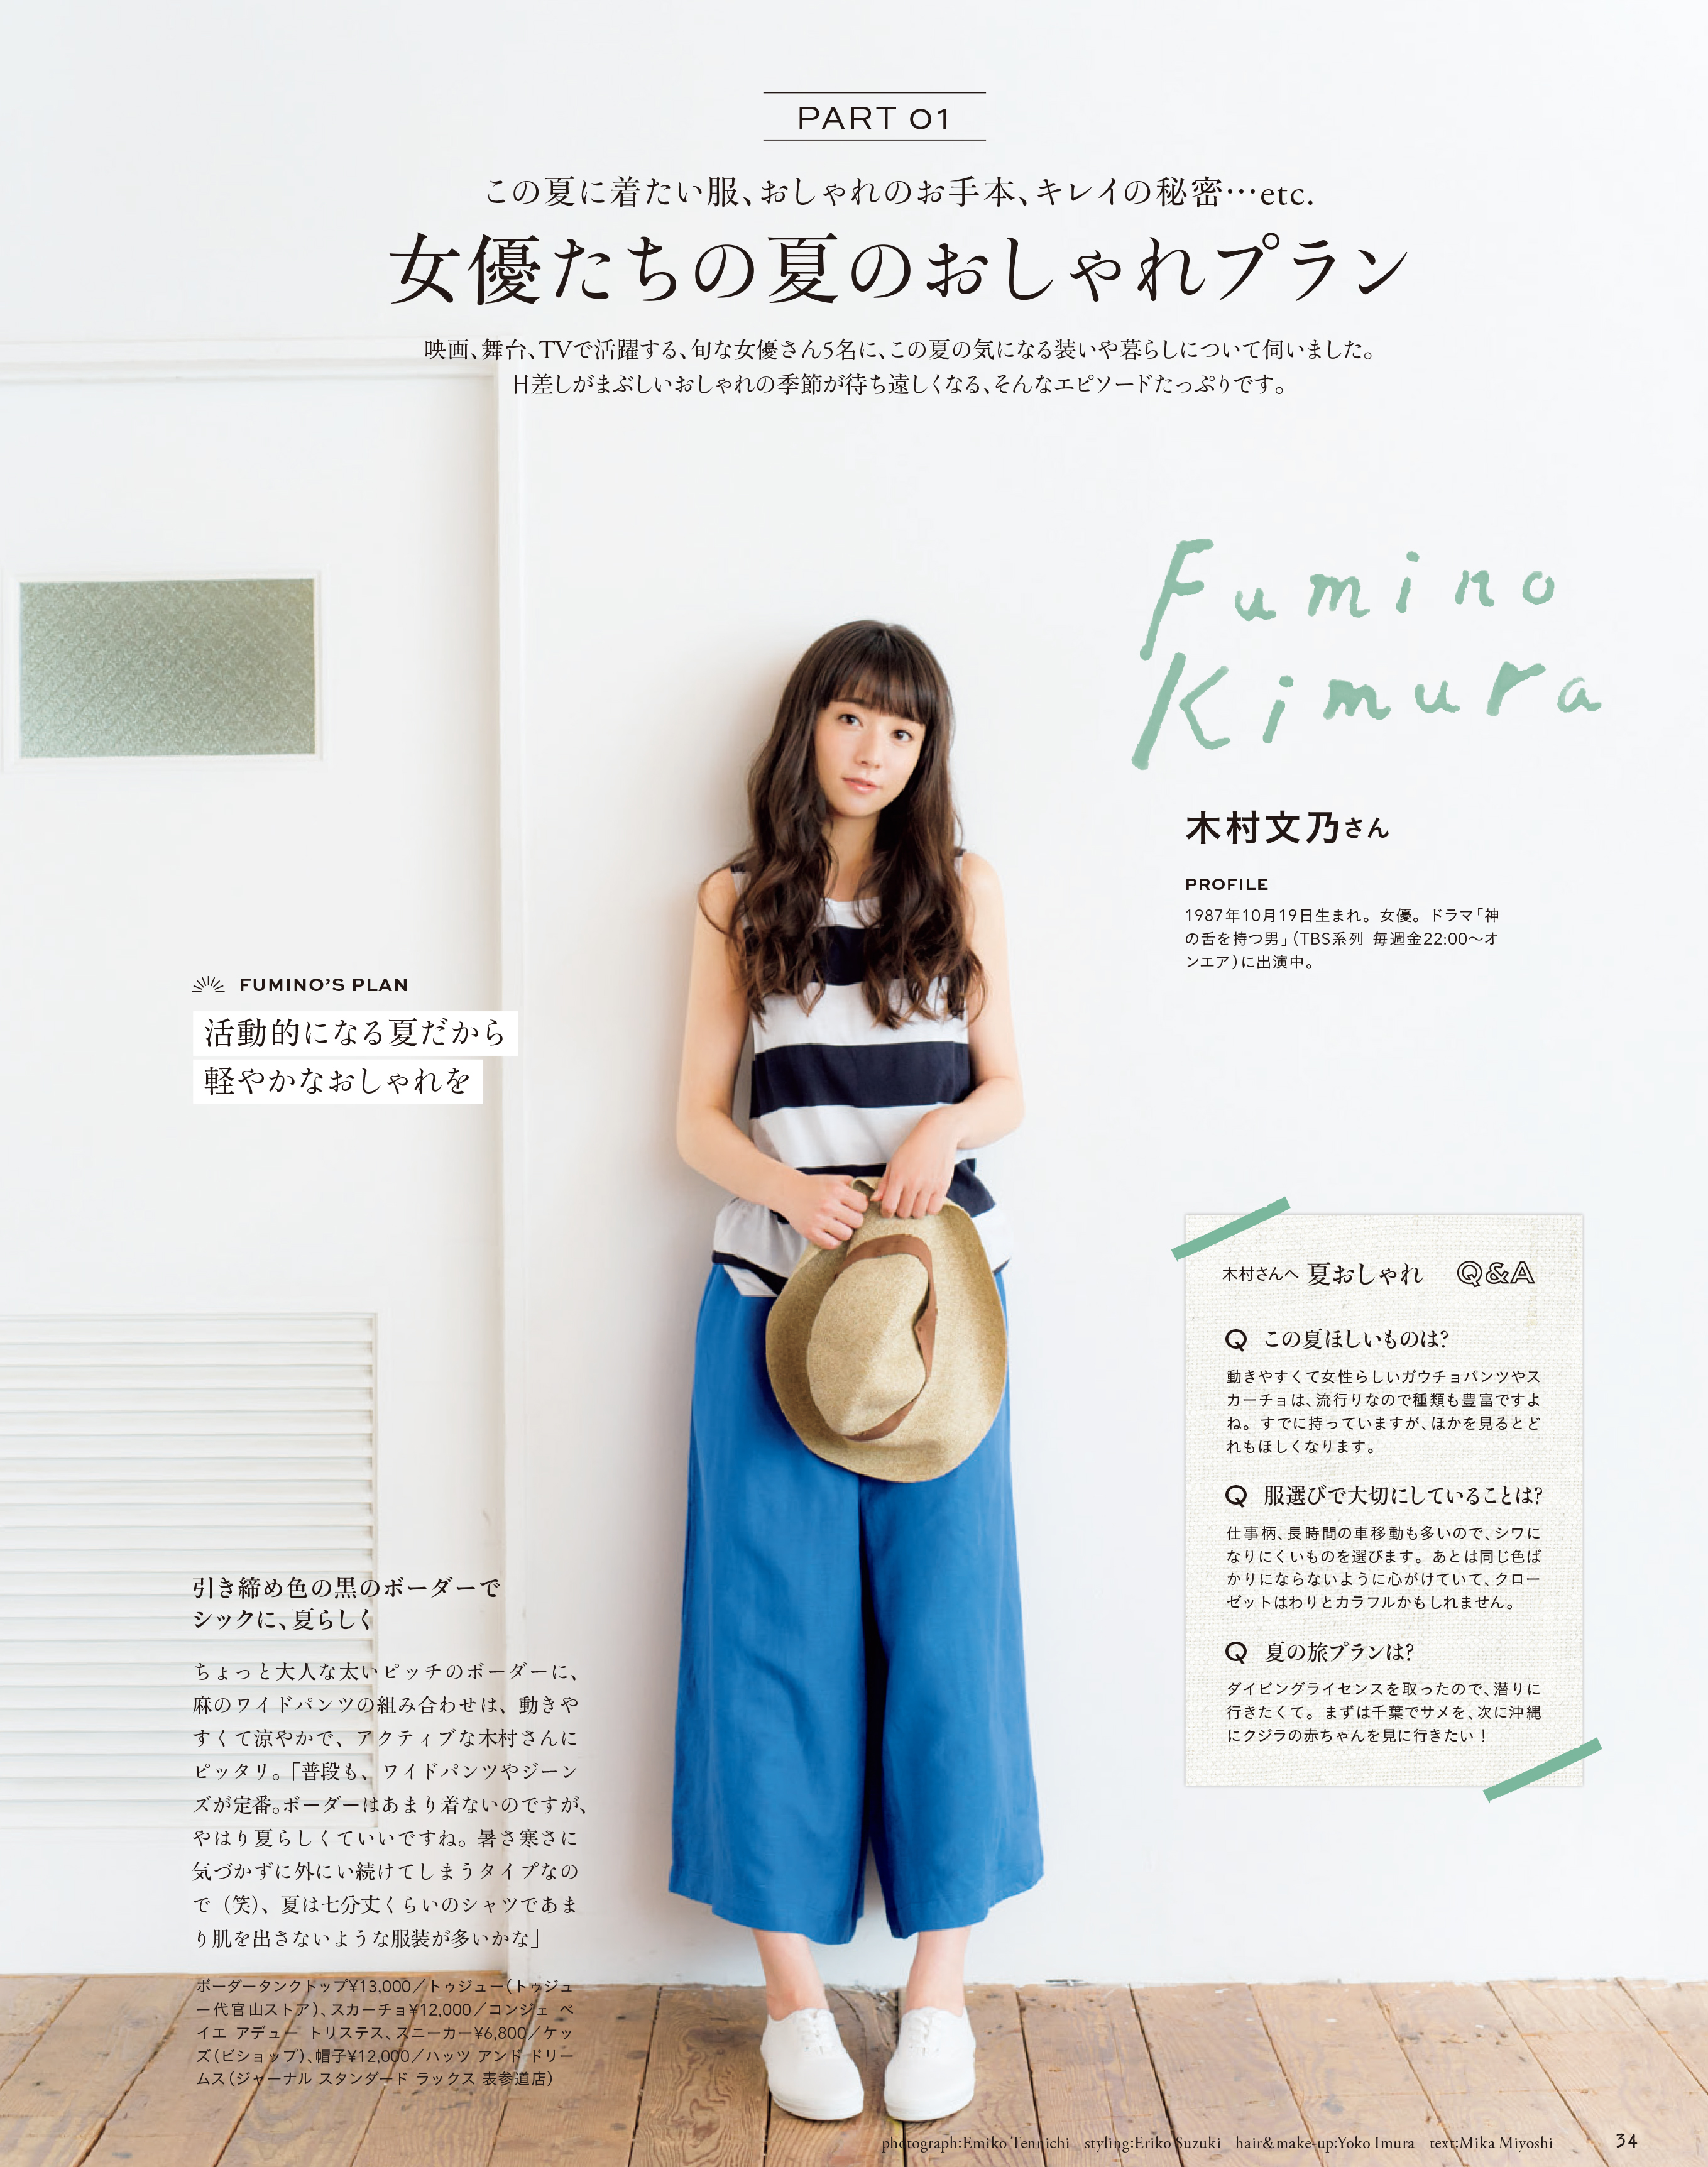 PART 01
この夏に着たい服、おしゃれのお手本、キレイの秘密…etc.
女優たちの夏のおしゃれプラン
映画、舞台、TVで活躍する、旬な女優さん5名に、この夏の気になる装いや暮らしについて伺いました。
日差しがまぶしいおしゃれの季節が待ち遠しくなる、そんなエピソードたっぷりです。
Fumino
Kimura
木村文乃さん
PROFILE
1987年10月19日生まれ。女優。ドラマ「神
の舌を持つ男」（TBS系列 毎週金22:00〜オ
ンエア）に出演中。
FUMINO'S PLAN
活動的になる夏だから
軽やかなおしゃれを
引き締め色の黒のボーダーで
シックに、夏らしく
ちょっと大人な太いピッチのボーダーに、
麻のワイドパンツの組み合わせは、動きや
すくて涼やかで、アクティブな木村さんに
ピッタリ。「普段も、ワイドパンツやジーン
ズが定番。ボーダーはあまり着ないのですが、
やはり夏らしくていいですね。暑さ寒さに
気づかずに外にい続けてしまうタイプなの
で（笑）、夏は七分丈くらいのシャツであま
り肌を出さないような服装が多いかな」
ボーダータンクトップ¥13,000／トゥジュー（トゥジュ
ー代官山ストア）、スカーチョ¥12,000／コンジェ ペ
イエ アデュー トリステス、スニーカー¥6,800／ケッ
ズ（ビショップ）、帽子¥12,000／ハッツ アンド ドリー
ムス（ジャーナル スタンダード ラックス 表参道店）
木村さんへ 夏おしゃれ Q&A
Q この夏ほしいものは?
動きやすくて女性らしいガウチョパンツやス
カーチョは、流行りなので種類も豊富ですよ
ね。すでに持っていますが、ほかを見るとど
れもほしくなります。
Q 服選びで大切にしていることは?
仕事柄、長時間の車移動も多いので、シワに
なりにくいものを選びます。あとは同じ色ば
かりにならないように心がけていて、クロー
ゼットはわりとカラフルかもしれません。
Q 夏の旅プランは?
ダイビングライセンスを取ったので、潜りに
行きたくて。まずは千葉でサメを、次に沖縄
にクジラの赤ちゃんを見に行きたい！
photograph:Emiko Tennichi styling:Eriko Suzuki hair&make-up:Yoko Imura text:Mika Miyoshi
34